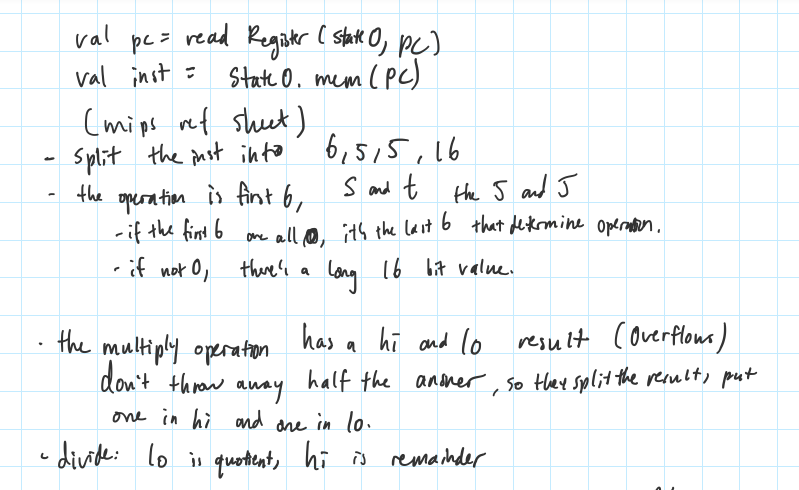 val pc = read Register (state0, pc)
val inst = State0. mem (PC)
(mips ref sheet)
- split the inst into 6, 5, 5, 16
- the operation is first 6, s and t the 5 and 5
- if the first 6 are all 0, it's the last 6 that determine operation.
- if not 0, there's a long 16 bit value.
· the multiply operation has a hi and lo result (Overflows)
don't throw away half the answer, so they split the result, put
one in hi and one in lo.
· divide: lo is quotient, hi is remainder